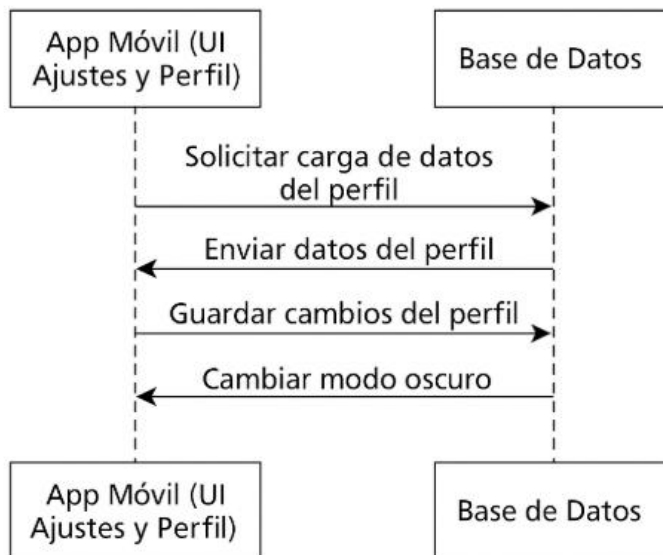 App Móvil (UI
Ajustes y Perfil)
Base de Datos
Solicitar carga de datos
del perfil
Enviar datos del perfil
Guardar cambios del perfil
Cambiar modo oscuro
App Móvil (UI
Ajustes y Perfil)
Base de Datos